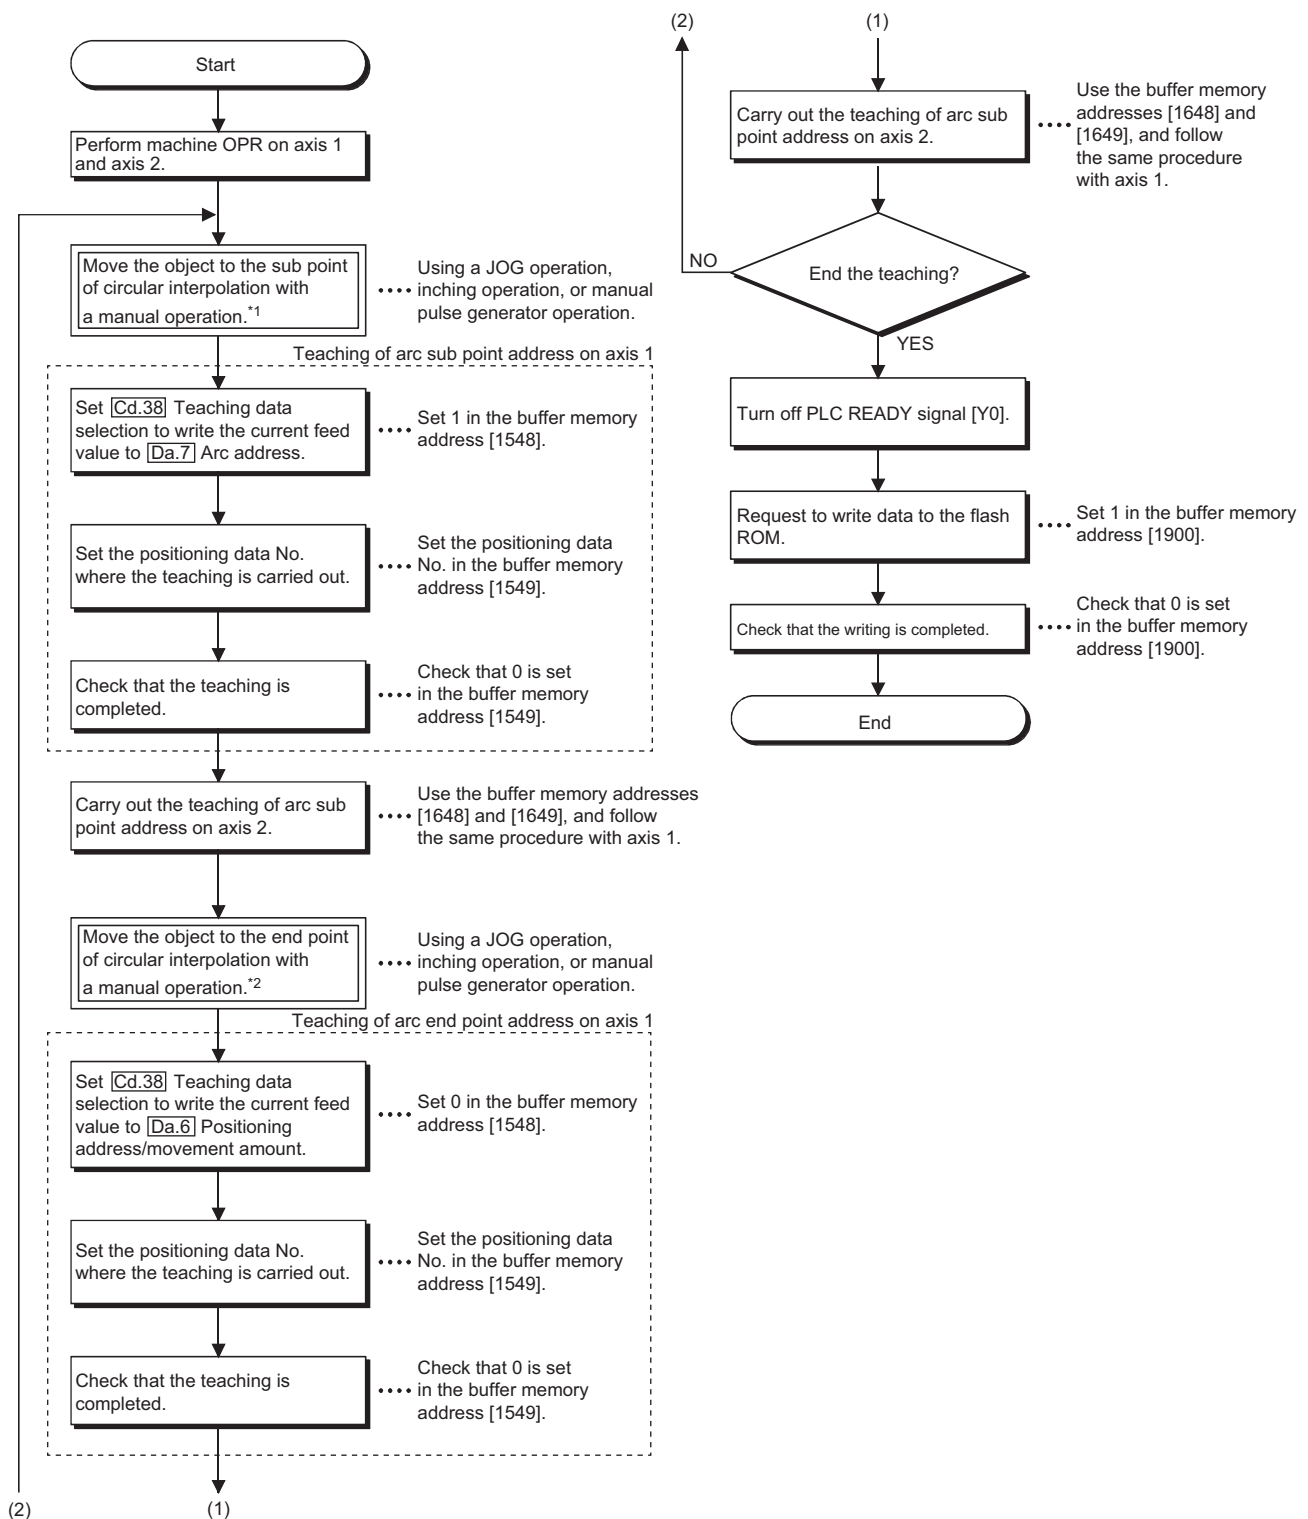 Start
Perform machine OPR on axis 1
and axis 2.
Move the object to the sub point
of circular interpolation with
a manual operation.*1
Using a JOG operation,
inching operation, or manual
pulse generator operation.
Teaching of arc sub point address on axis 1
Set Cd.38 Teaching data
selection to write the current feed
value to Da.7 Arc address.
Set 1 in the buffer memory
address [1548].
Set the positioning data No.
where the teaching is carried out.
Set the positioning data
No. in the buffer memory
address [1549].
Check that the teaching is
completed.
Check that 0 is set
in the buffer memory
address [1549].
Carry out the teaching of arc sub
point address on axis 2.
Use the buffer memory addresses
[1648] and [1649], and follow
the same procedure with axis 1.
Move the object to the end point
of circular interpolation with
a manual operation.*2
Using a JOG operation,
inching operation, or manual
pulse generator operation.
Teaching of arc end point address on axis 1
Set Cd.38 Teaching data
selection to write the current feed
value to Da.6 Positioning
address/movement amount.
Set 0 in the buffer memory
address [1548].
Set the positioning data No.
where the teaching is carried out.
Set the positioning data
No. in the buffer memory
address [1549].
Check that the teaching is
completed.
Check that 0 is set
in the buffer memory
address [1549].
(2)
(1)
(2)
(1)
Carry out the teaching of arc sub
point address on axis 2.
Use the buffer memory
addresses [1648] and
[1649], and follow
the same procedure
with axis 1.
NO
End the teaching?
YES
Turn off PLC READY signal [Y0].
Request to write data to the flash
ROM.
Set 1 in the buffer memory
address [1900].
Check that the writing is completed.
Check that 0 is set
in the buffer memory
address [1900].
End